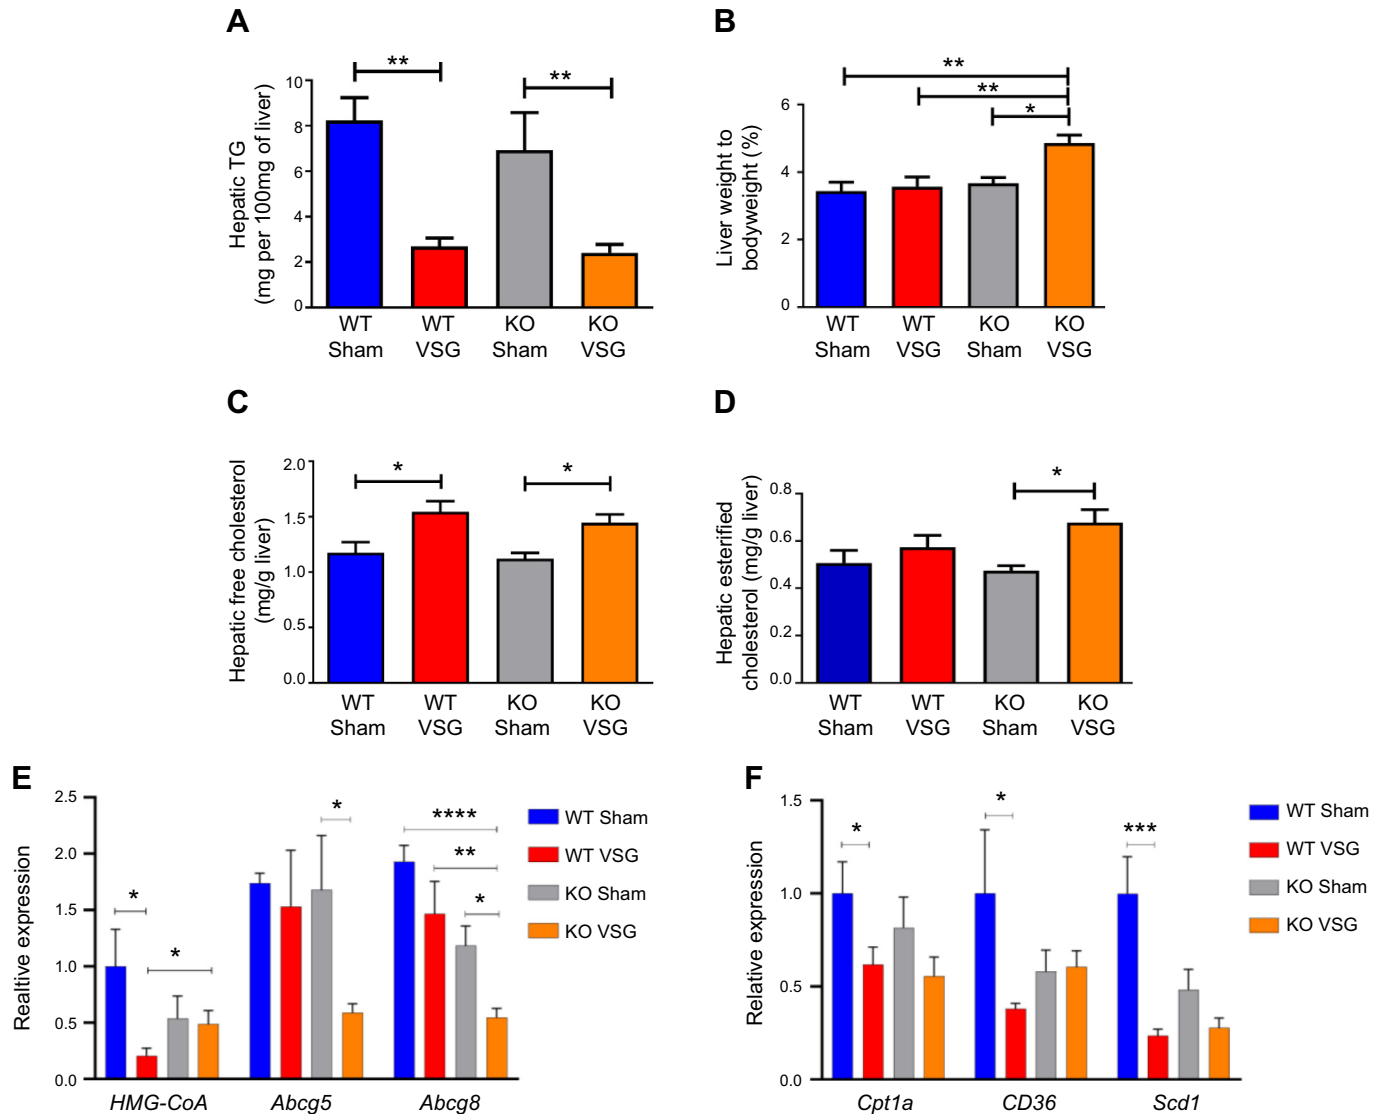 A
Hepatic TG
(mg per 100mg of liver)
10
8
6
4
2
0
**
**
WT
Sham
WT
VSG
KO
Sham
KO
VSG
B
Liver weight to
bodyweight (%)
6
4
2
0
**
**
*
WT
Sham
WT
VSG
KO
Sham
KO
VSG
C
Hepatic free cholesterol
(mg/g liver)
2.0
1.5
1.0
0.5
0.0
*
*
WT
Sham
WT
VSG
KO
Sham
KO
VSG
D
Hepatic esterified
cholesterol (mg/g liver)
0.8
0.6
0.4
0.2
0.0
*
WT
Sham
WT
VSG
KO
Sham
KO
VSG
E
Realtive expression
2.5
2.0
1.5
1.0
0.5
0.0
*
*
*
****
**
*
HMG-CoA
Abcg5
Abcg8
WT Sham
WT VSG
KO Sham
KO VSG
F
Relative expression
1.5
1.0
0.5
0.0
*
*
***
Cpt1a
CD36
Scd1
WT Sham
WT VSG
KO Sham
KO VSG